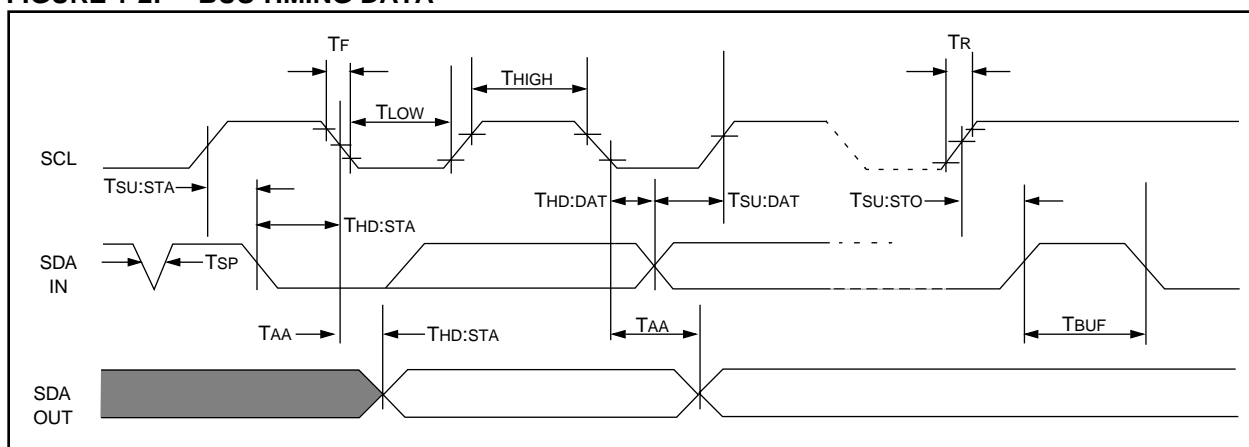 FIGURE 1-2: BUS TIMING DATA
TF
TR
THIGH
TLOW
SCL
TSU:STA
THD:DAT
TSU:DAT
TSU:STO
THD:STA
SDA
IN
TSP
TAA
THD:STA
TAA
TBUF
SDA
OUT